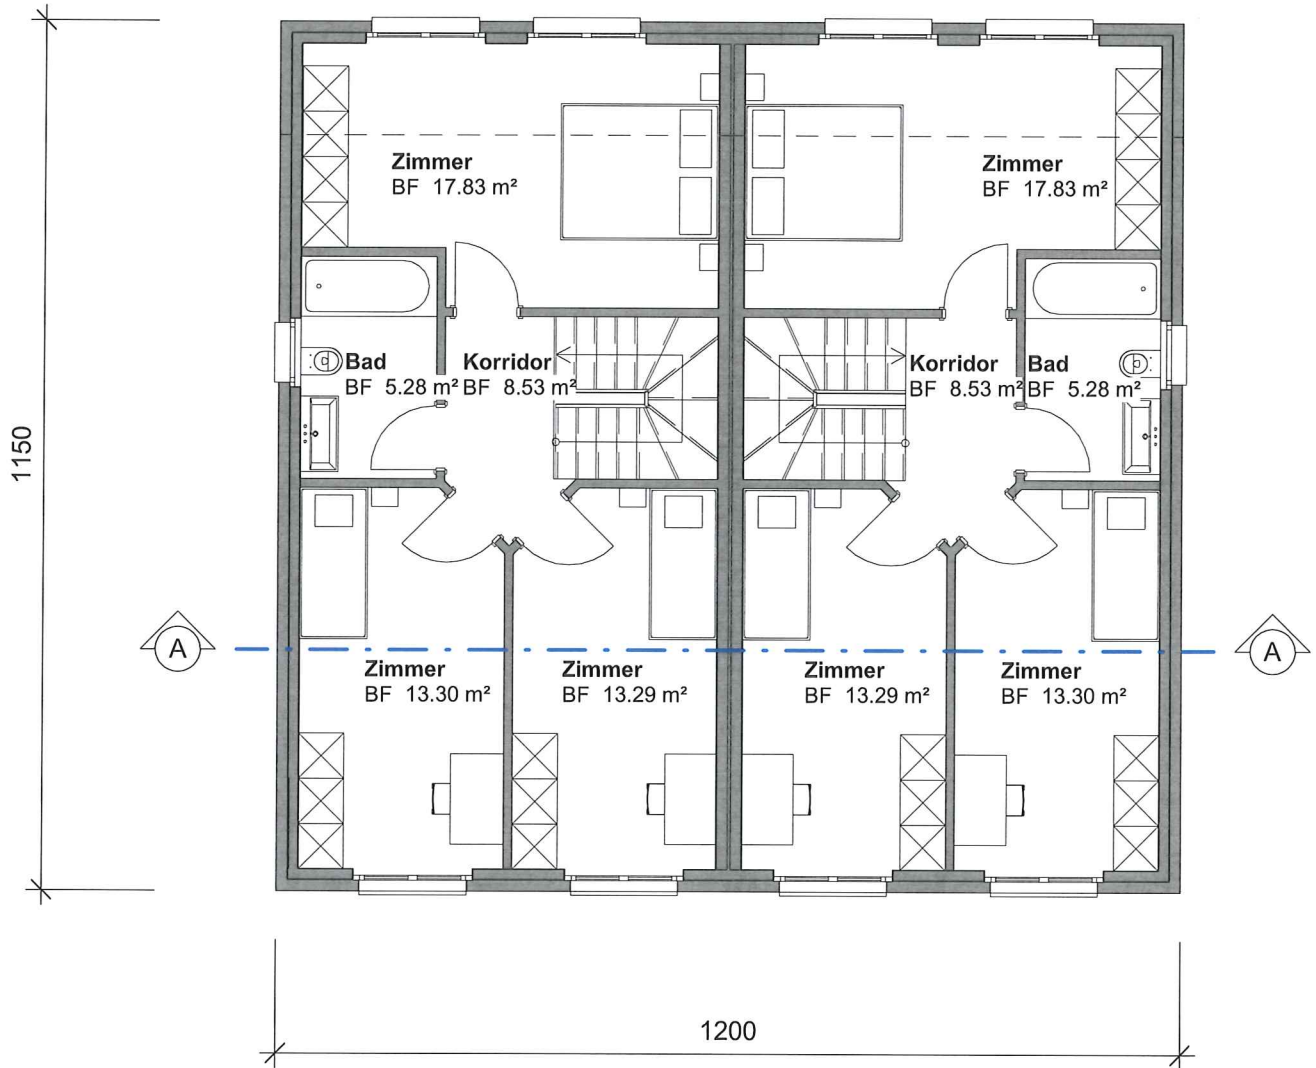 Zimmer
BF 17.83 m²
Zimmer
BF 17.83 m²
Bad
BF 5.28 m²
Korridor
BF 8.53 m²
Korridor
BF 8.53 m²
Bad
BF 5.28 m²
1150
A
A
Zimmer
BF 13.30 m²
Zimmer
BF 13.29 m²
Zimmer
BF 13.29 m²
Zimmer
BF 13.30 m²
1200